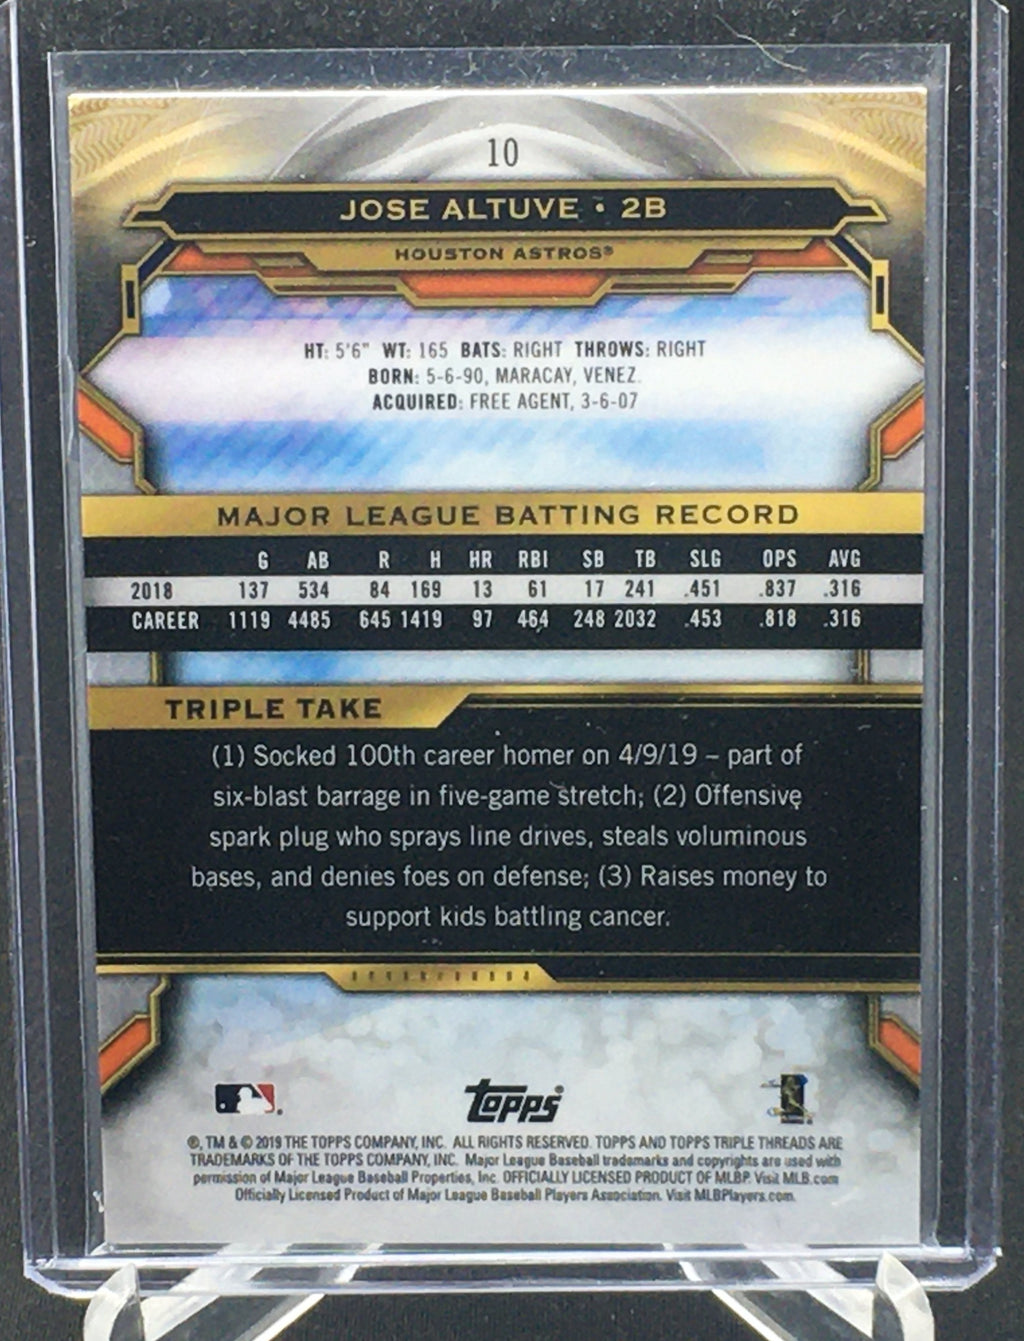 10
JOSE ALTUVE • 2B
HOUSTON ASTROS®
HT: 5'6" WT: 165 BATS: RIGHT THROWS: RIGHT
BORN: 5-6-90, MARACAY, VENEZ.
ACQUIRED: FREE AGENT, 3-6-07
MAJOR LEAGUE BATTING RECORD
G AB R H HR RBI SB TB SLG OPS AVG
2018 137 534 84 169 13 61 17 241 .451 .837 .316
CAREER 1119 4485 645 1419 97 464 248 2032 .453 .818 .316
TRIPLE TAKE
(1) Socked 100th career homer on 4/9/19 – part of
six-blast barrage in five-game stretch; (2) Offensive
spark plug who sprays line drives, steals voluminous
bases, and denies foes on defense; (3) Raises money to
support kids battling cancer.
topps
®, TM & © 2019 THE TOPPS COMPANY, INC. ALL RIGHTS RESERVED. TOPPS AND TOPPS TRIPLE THREADS ARE
TRADEMARKS OF THE TOPPS COMPANY, INC. Major League Baseball trademarks and copyrights are used with
permission of Major League Baseball Properties, Inc. OFFICIALLY LICENSED PRODUCT OF MLBP. Visit MLB.com
Officially Licensed Product of Major League Baseball Players Association. Visit MLBPlayers.com.